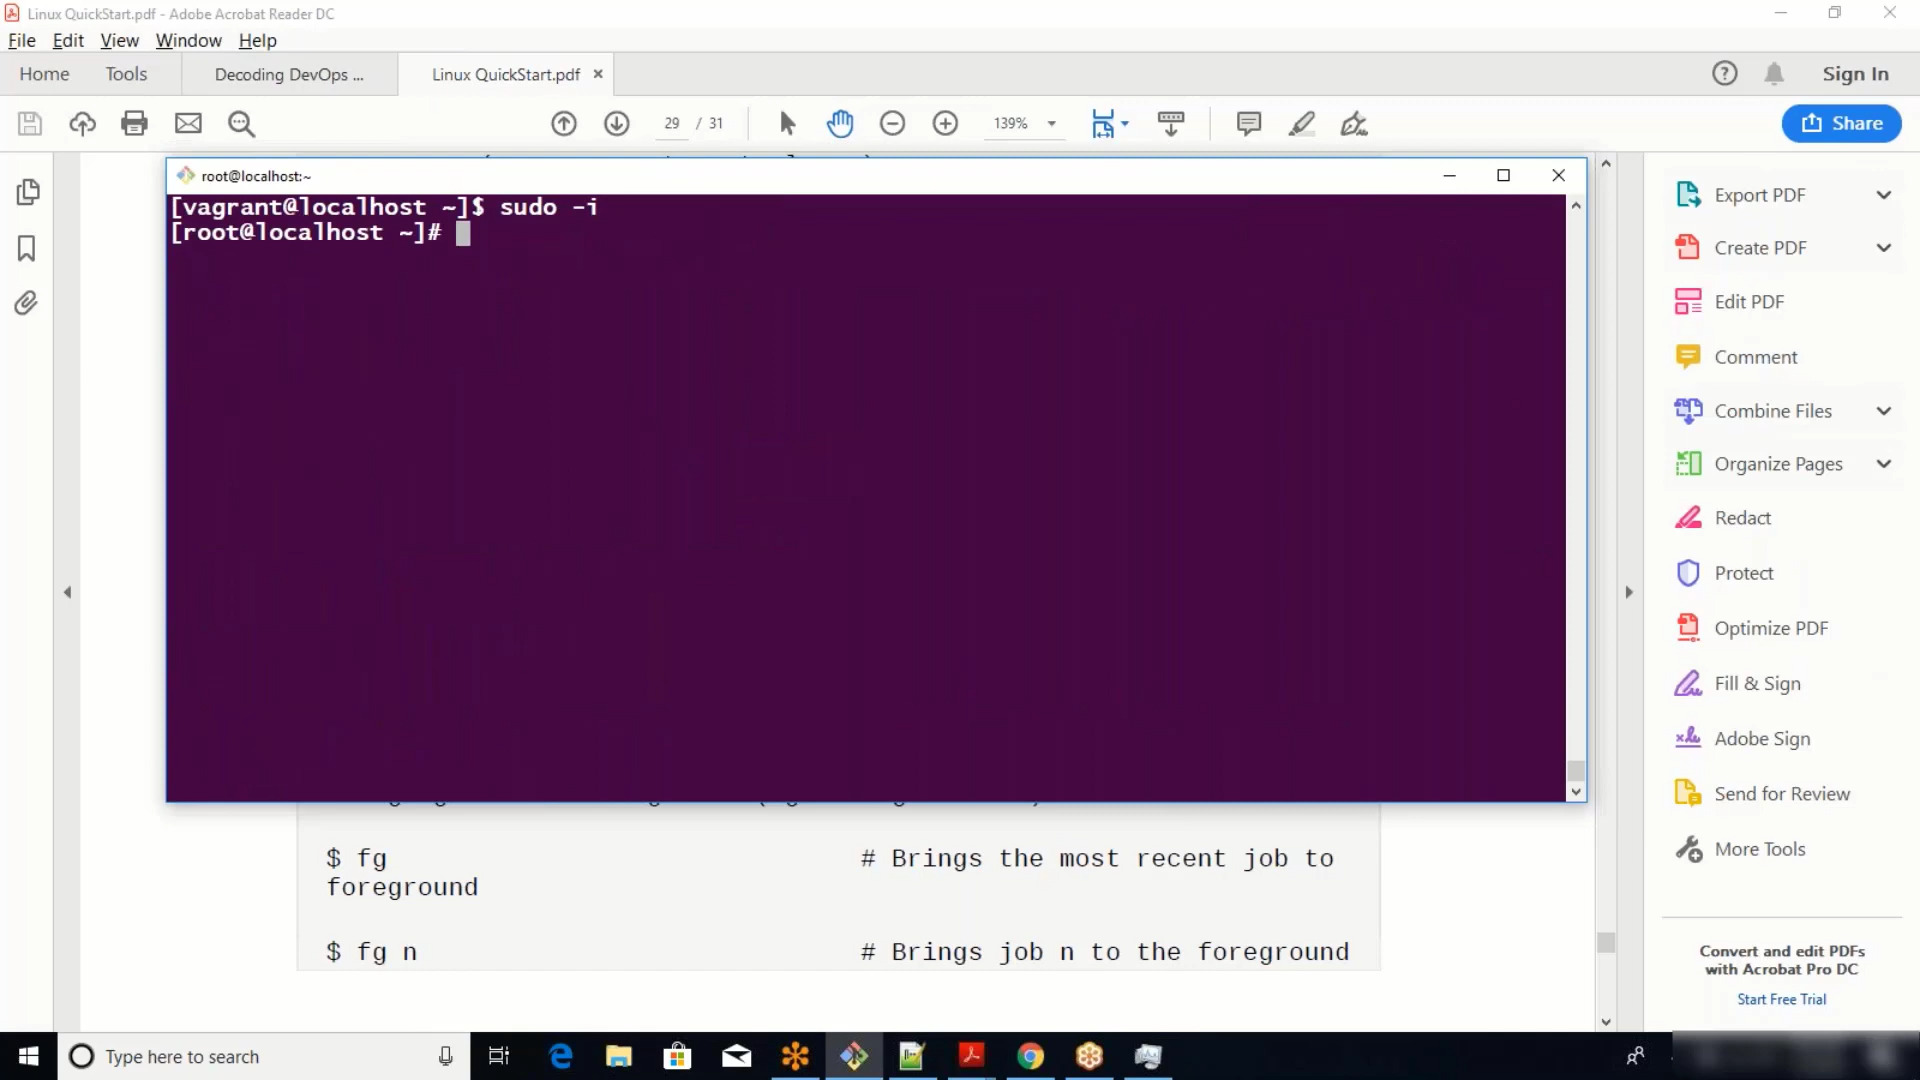 Linux QuickStart.pdf - Adobe Acrobat Reader DC
File Edit View Window Help
Home Tools Decoding DevOps ... Linux QuickStart.pdf × Sign In
29 / 31 139% Share
root@localhost:~
[vagrant@localhost ~]$ sudo -i
[root@localhost ~]#
$ fg # Brings the most recent job to
foreground
$ fg n # Brings job n to the foreground
Export PDF
Create PDF
Edit PDF
Comment
Combine Files
Organize Pages
Redact
Protect
Optimize PDF
Fill & Sign
Adobe Sign
Send for Review
More Tools
Convert and edit PDFs
with Acrobat Pro DC
Start Free Trial
Type here to search